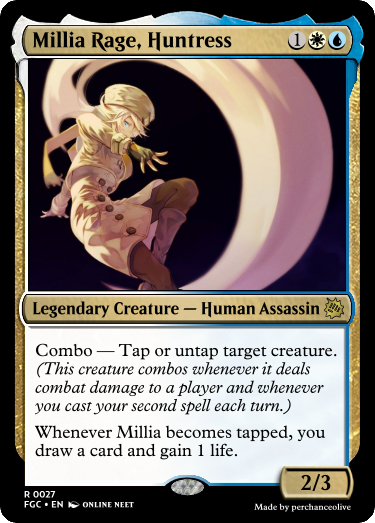 Millia Rage, Huntress 1
Legendary Creature — Human Assassin
Combo — Tap or untap target creature.
(This creature combos whenever it deals
combat damage to a player and whenever
you cast your second spell each turn.)
Whenever Millia becomes tapped, you
draw a card and gain 1 life.
2/3
R 0027
FGC • EN ONLINE NEET
Made by perchanceolive